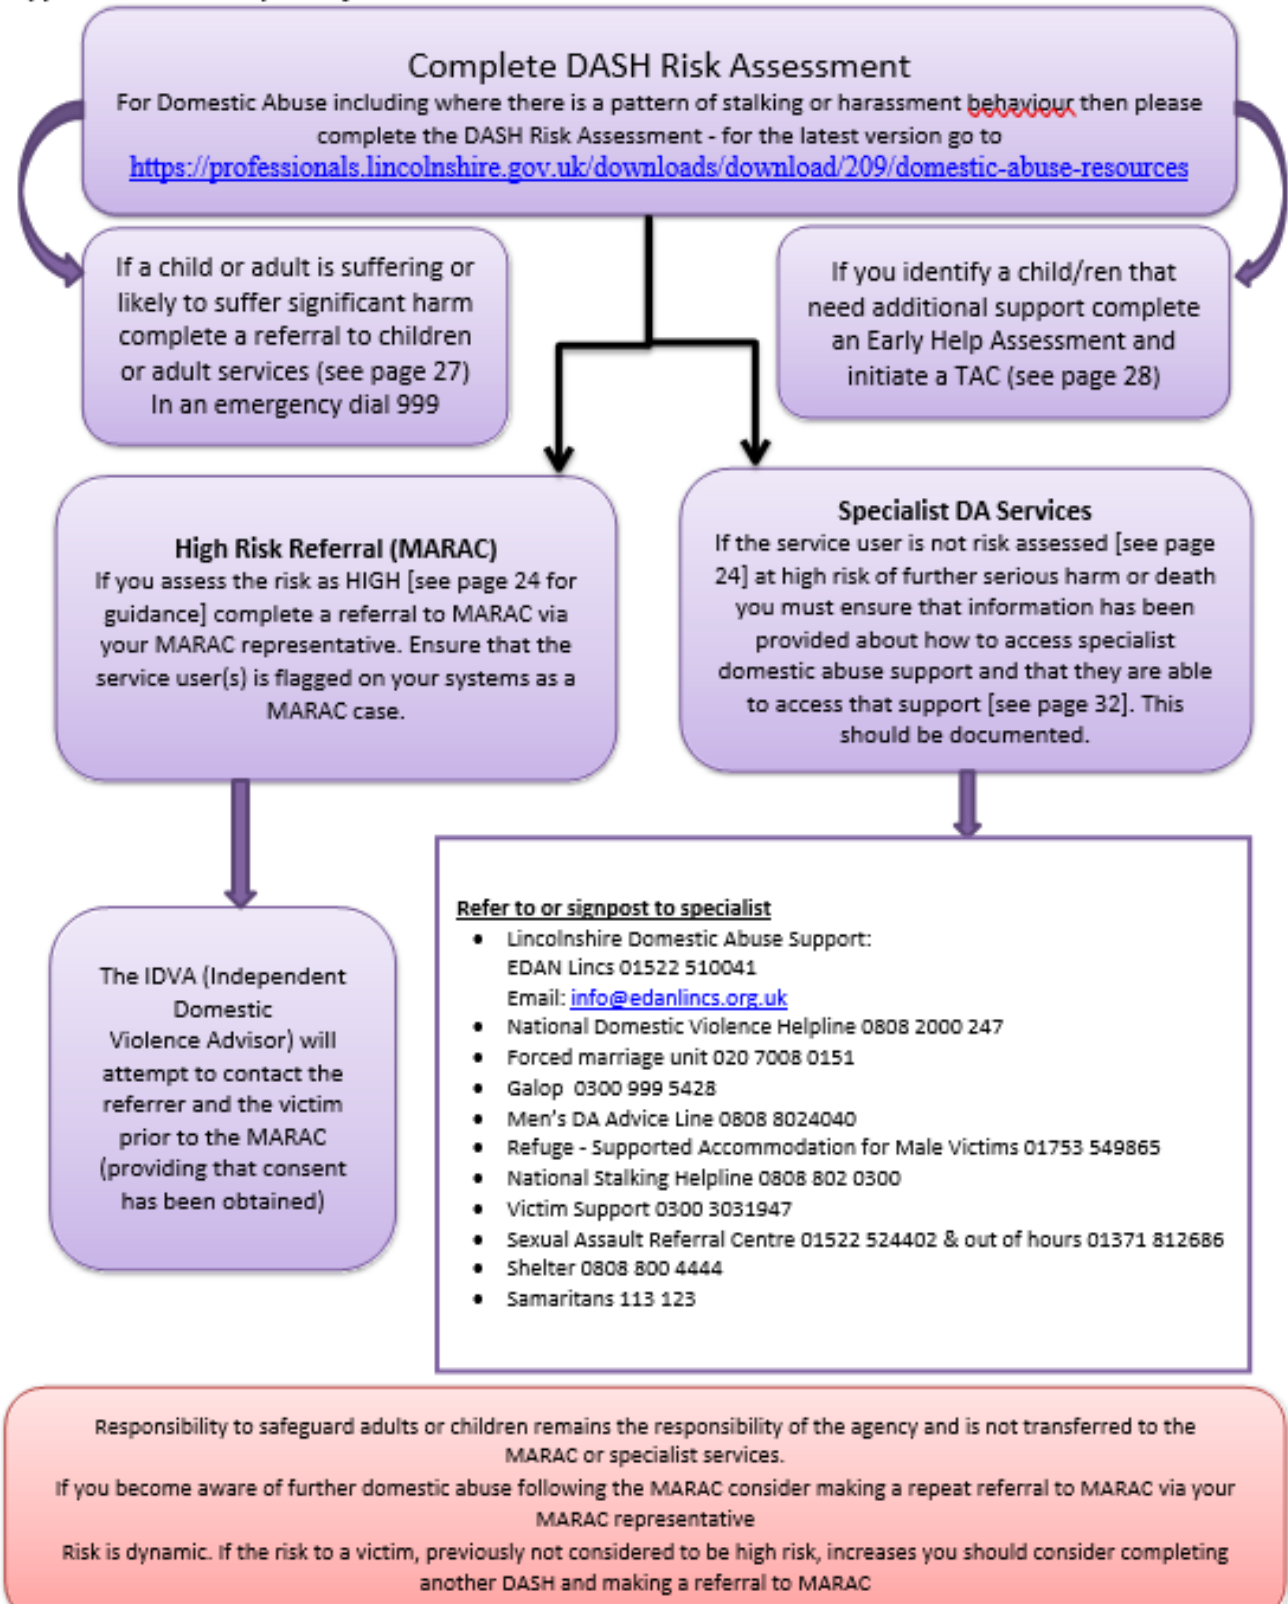 Complete DASH Risk Assessment
For Domestic Abuse including where there is a pattern of stalking or harassment behaviour then please
complete the DASH Risk Assessment - for the latest version go to
https://professionals.lincolnshire.gov.uk/downloads/download/209/domestic-abuse-resources
If a child or adult is suffering or
likely to suffer significant harm
complete a referral to children
or adult services (see page 27)
In an emergency dial 999
If you identify a child/ren that
need additional support complete
an Early Help Assessment and
initiate a TAC (see page 28)
High Risk Referral (MARAC)
If you assess the risk as HIGH [see page 24 for
guidance] complete a referral to MARAC via
your MARAC representative. Ensure that the
service user(s) is flagged on your systems as a
MARAC case.
Specialist DA Services
If the service user is not risk assessed [see page
24] at high risk of further serious harm or death
you must ensure that information has been
provided about how to access specialist
domestic abuse support and that they are able
to access that support [see page 32]. This
should be documented.
The IDVA (Independent
Domestic
Violence Advisor) will
attempt to contact the
referrer and the victim
prior to the MARAC
(providing that consent
has been obtained)
Refer to or signpost to specialist
• Lincolnshire Domestic Abuse Support:
EDAN Lincs 01522 510041
Email: info@edanlincs.org.uk
• National Domestic Violence Helpline 0808 2000 247
• Forced marriage unit 020 7008 0151
• Galop 0300 999 5428
• Men's DA Advice Line 0808 8024040
• Refuge - Supported Accommodation for Male Victims 01753 549865
• National Stalking Helpline 0808 802 0300
• Victim Support 0300 3031947
• Sexual Assault Referral Centre 01522 524402 & out of hours 01371 812686
• Shelter 0808 800 4444
• Samaritans 113 123
Responsibility to safeguard adults or children remains the responsibility of the agency and is not transferred to the
MARAC or specialist services.
If you become aware of further domestic abuse following the MARAC consider making a repeat referral to MARAC via your
MARAC representative
Risk is dynamic. If the risk to a victim, previously not considered to be high risk, increases you should consider completing
another DASH and making a referral to MARAC